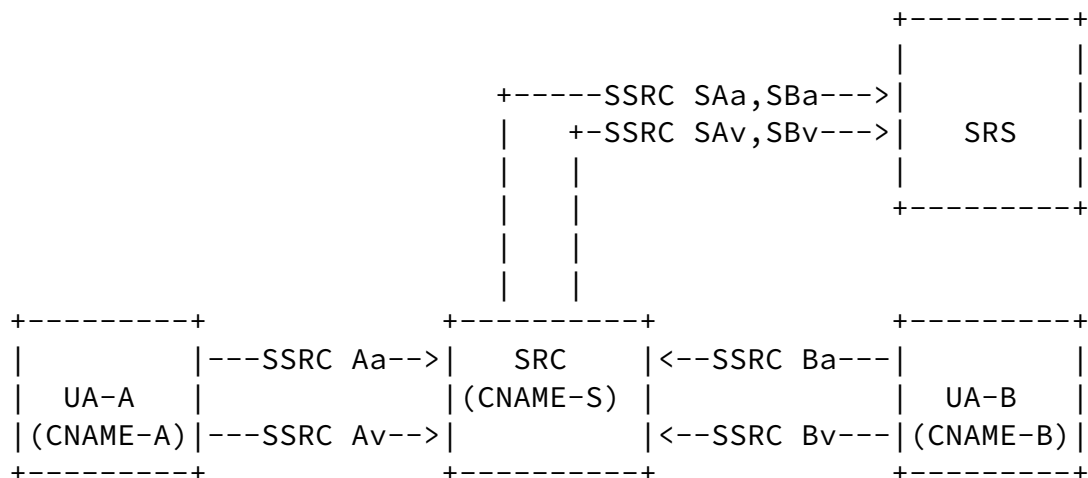 SSRC SAa,SBa
SSRC SAv,SBv SRS
SSRC Aa SRC SSRC Ba
UA-A (CNAME-S) UA-B
(CNAME-A) SSRC Av SSRC Bv (CNAME-B)